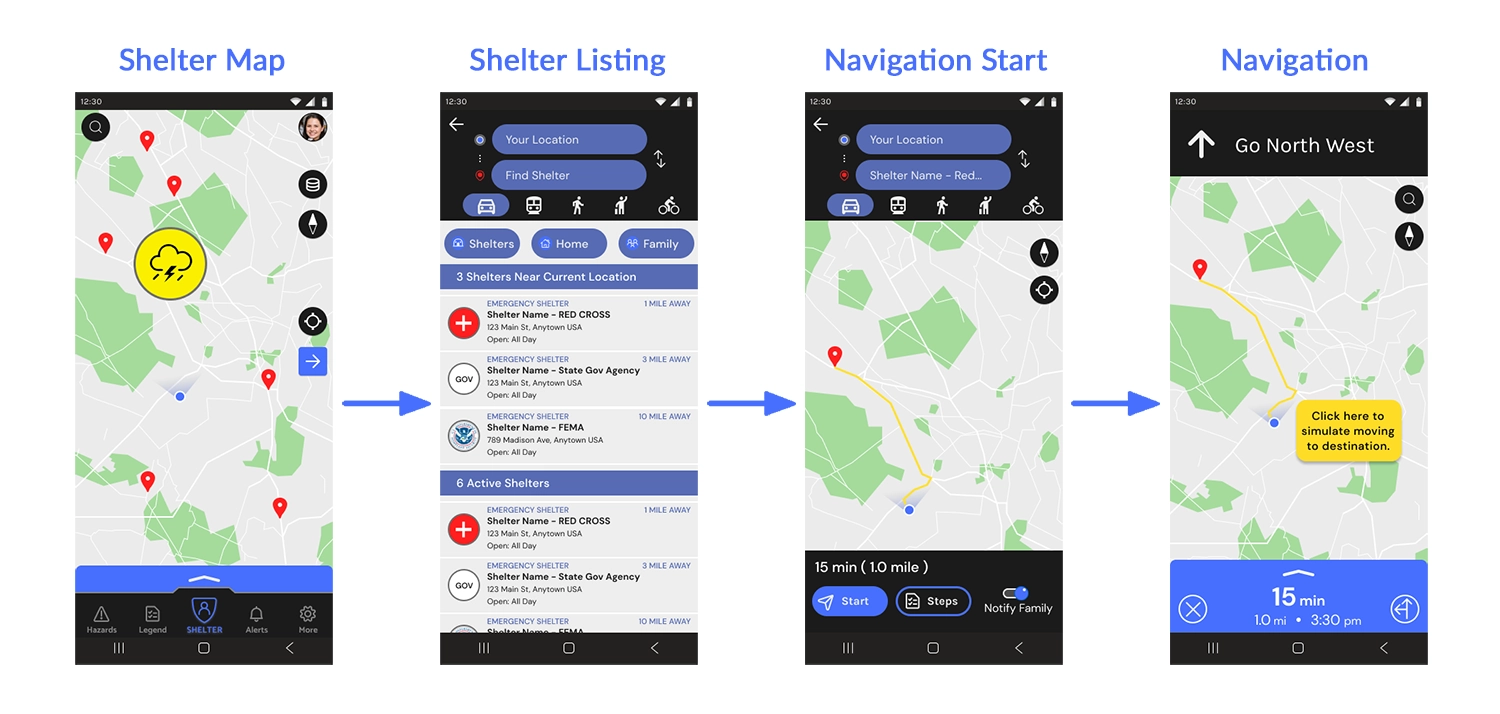 Shelter Map
12:30
Hazards
Legend
SHELTER
Alerts
More
Shelter Listing
12:30
Your Location
Find Shelter
Shelters
Home
Family
3 Shelters Near Current Location
EMERGENCY SHELTER 1 MILE AWAY
Shelter Name - RED CROSS
123 Main St, Anytown USA
Open: All Day
GOV
EMERGENCY SHELTER 3 MILE AWAY
Shelter Name - State Gov Agency
123 Main St, Anytown USA
Open: All Day
EMERGENCY SHELTER 10 MILE AWAY
Shelter Name - FEMA
789 Madison Ave, Anytown USA
Open: All Day
6 Active Shelters
EMERGENCY SHELTER 1 MILE AWAY
Shelter Name - RED CROSS
123 Main St, Anytown USA
Open: All Day
GOV
EMERGENCY SHELTER 3 MILE AWAY
Shelter Name - State Gov Agency
123 Main St, Anytown USA
Open: All Day
EMERGENCY SHELTER 10 MILE AWAY
Shelter Name - FEMA
Navigation Start
12:30
Your Location
Shelter Name - Red...
15 min ( 1.0 mile )
Start
Steps
Notify Family
Navigation
12:30
Go North West
Click here to
simulate moving
to destination.
15 min
1.0 mi • 3:30 pm